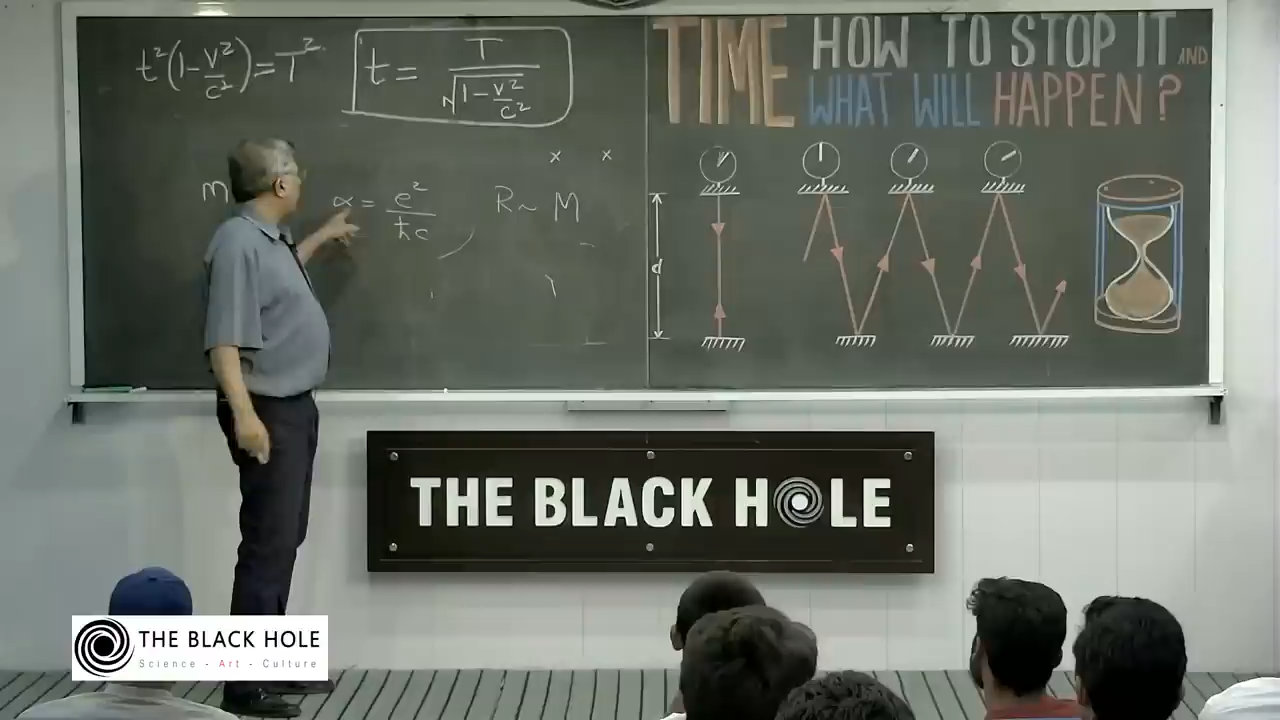 t²(1-v²/c²)=T²
t = T/√(1-v²/c²)
x x
m
α = e²/ħc
R~M
TIME HOW TO STOP IT AND
WHAT WILL HAPPEN?
d
THE BLACK HOLE
THE BLACK HOLE
Science - Art - Culture